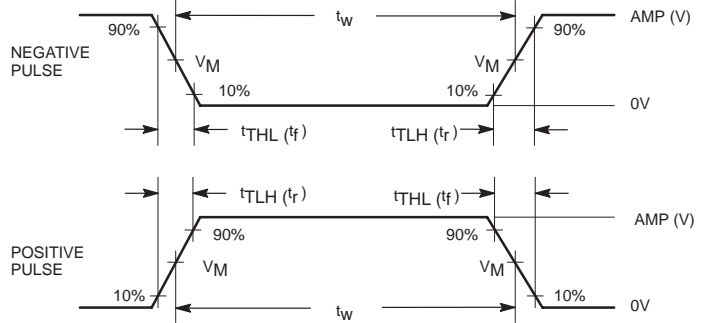 90%
t_W
90%
AMP (V)
NEGATIVE
PULSE
V_M
V_M
10%
10%
0V
t_THL (t_f)
t_TLH (t_r)
t_TLH (t_r)
t_THL (t_f)
AMP (V)
90%
90%
POSITIVE
PULSE
V_M
V_M
10%
10%
0V
t_W